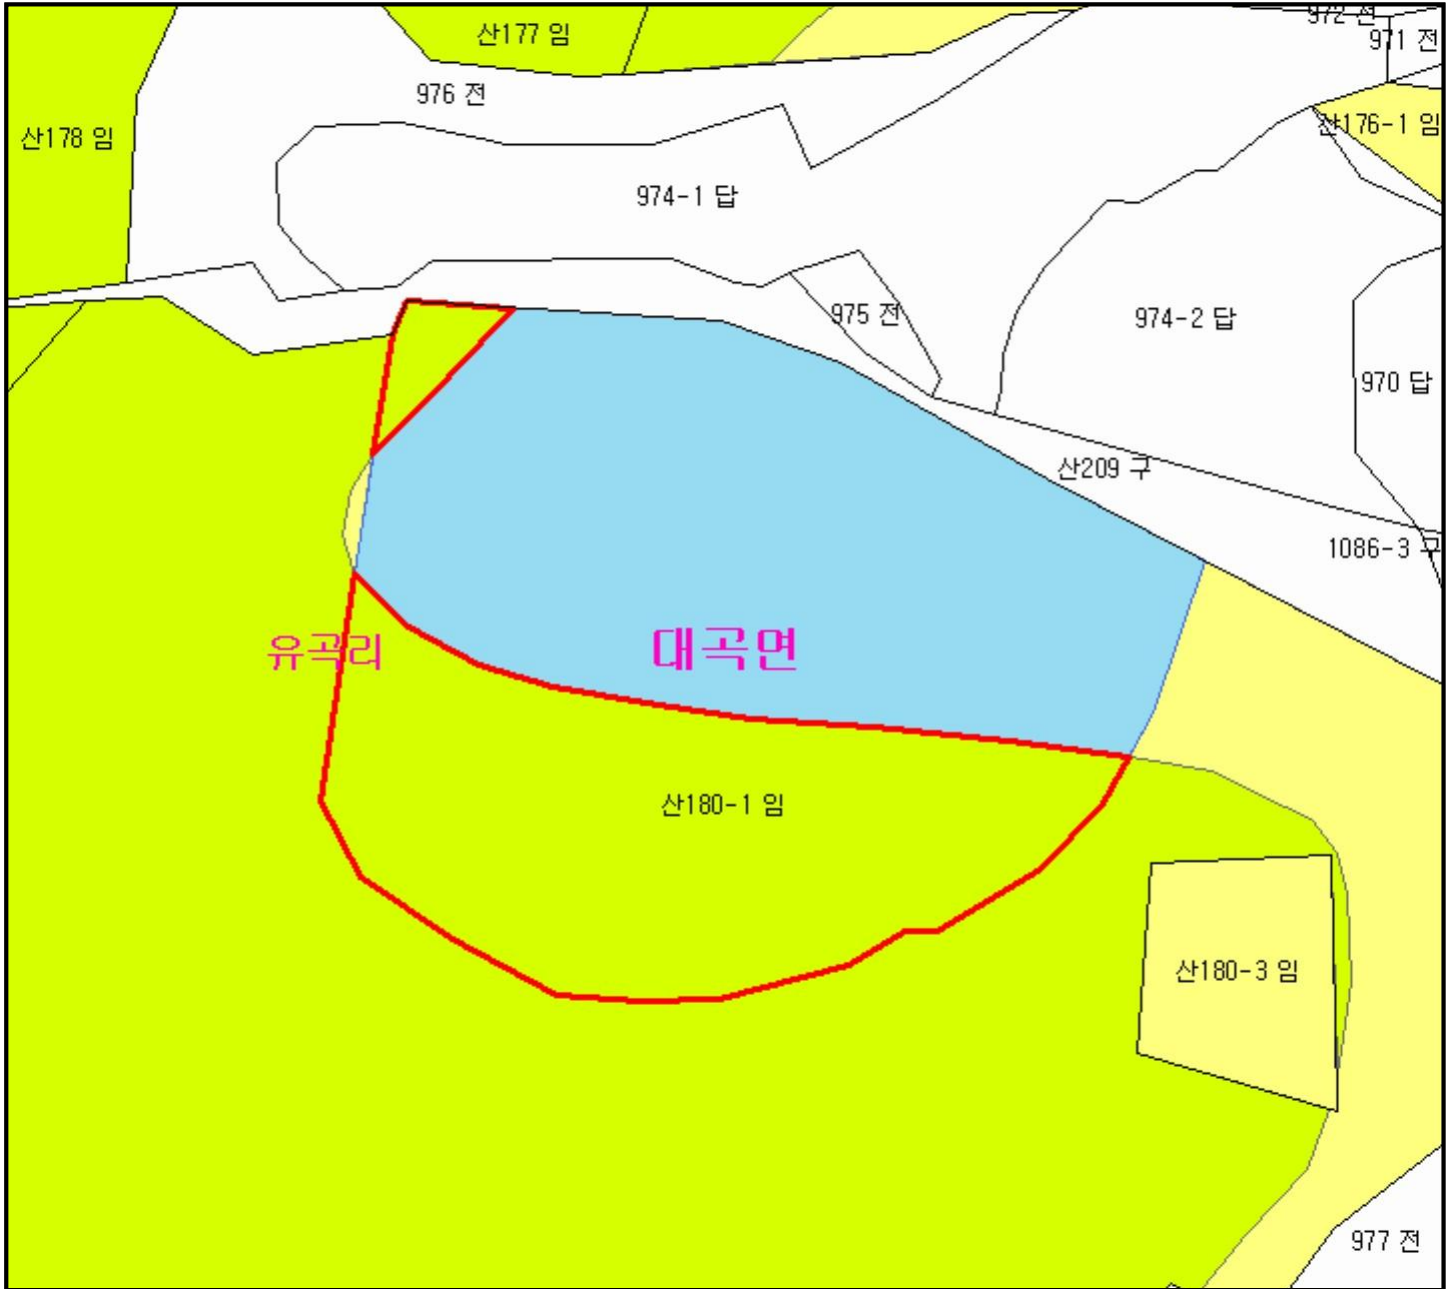 972 전
산177 임
971 전
976 전
산176-1 임
산178 임
974-1 답
975 전
974-2 답
970 답
산209 구
1086-3 구
유곡리
대곡면
산180-1 임
산180-3 임
977 전